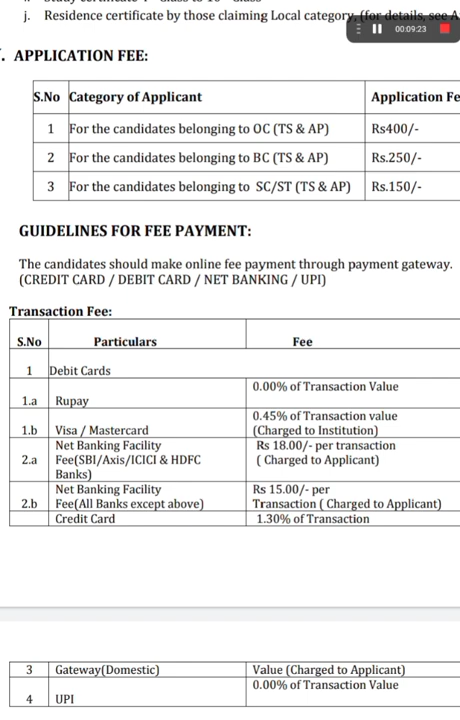 j. Residence certificate by those claiming Local category, (for details, see A
00:09:23
. APPLICATION FEE:
S.No Category of Applicant Application Fe
1 For the candidates belonging to OC (TS & AP) Rs400/-
2 For the candidates belonging to BC (TS & AP) Rs.250/-
3 For the candidates belonging to SC/ST (TS & AP) Rs.150/-
GUIDELINES FOR FEE PAYMENT:
The candidates should make online fee payment through payment gateway.
(CREDIT CARD / DEBIT CARD / NET BANKING / UPI)
Transaction Fee:
S.No Particulars Fee
1 Debit Cards
0.00% of Transaction Value
1.a Rupay
0.45% of Transaction value
1.b Visa / Mastercard (Charged to Institution)
Net Banking Facility Rs 18.00/- per transaction
2.a Fee(SBI/Axis/ICICI & HDFC ( Charged to Applicant)
Banks)
Net Banking Facility Rs 15.00/- per
2.b Fee(All Banks except above) Transaction ( Charged to Applicant)
Credit Card 1.30% of Transaction
3 Gateway(Domestic) Value (Charged to Applicant)
0.00% of Transaction Value
4 UPI